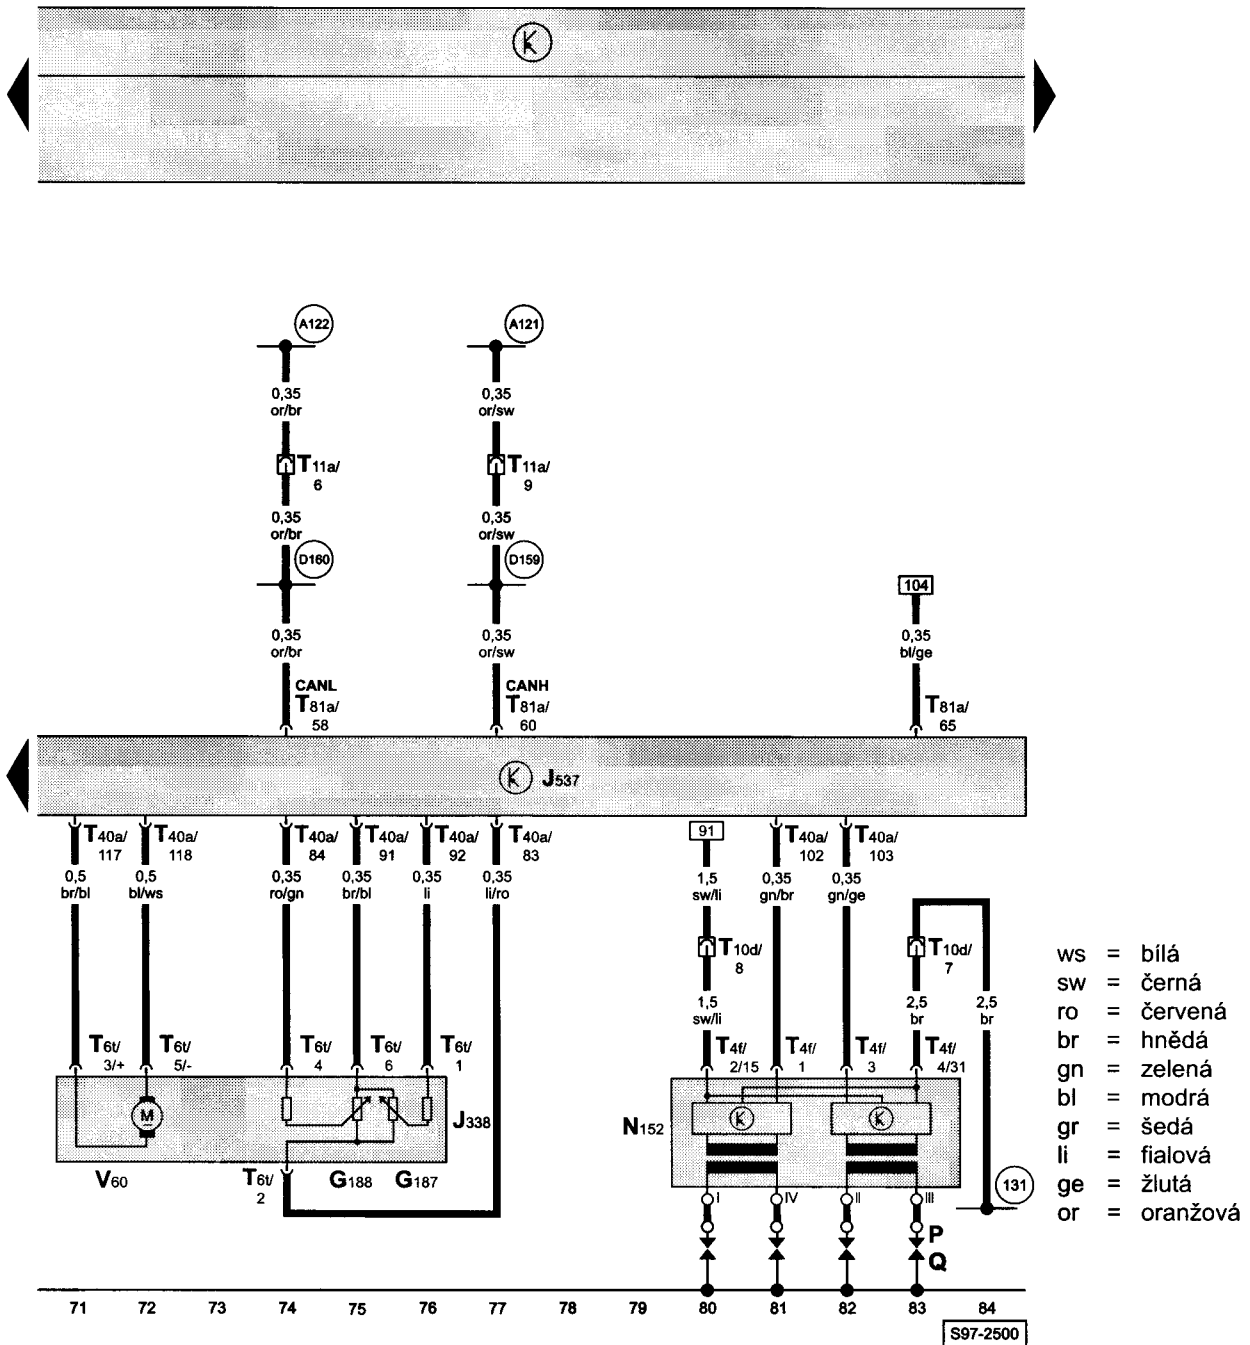 A122 A121
0,35 0,35
or/br or/sw
T11a/ T11a/
6 9
0,35 0,35
or/br or/sw
D160 D159
104
0,35 0,35 0,35
or/br or/sw bl/ge
CANL CANH
T81a/ T81a/ T81a/
58 60 65
J537
T40a/ T40a/ T40a/ T40a/ T40a/ T40a/ 91 T40a/ T40a/
117 118 84 91 92 83 102 103
0,5 0,5 0,35 0,35 0,35 0,35 1,5 0,35 0,35
br/bl bl/ws ro/gn br/bl li li/ro sw/li gn/br gn/ge
T10d/ T10d/
8 7
1,5 2,5 2,5
sw/li br br
T6t/ T6t/ T6t/ T6t/ T6t/ T4f/ T4f/ T4f/ T4f/
3/+ 5/- 4 6 1 2/15 1 3 4/31
M J338 N152
V60 T6t/ G188 G187
2
I IV II III 131
P
Q
71 72 73 74 75 76 77 78 79 80 81 82 83 84
S97-2500
ws = bílá
sw = černá
ro = červená
br = hnědá
gn = zelená
bl = modrá
gr = šedá
li = fialová
ge = žlutá
or = oranžová